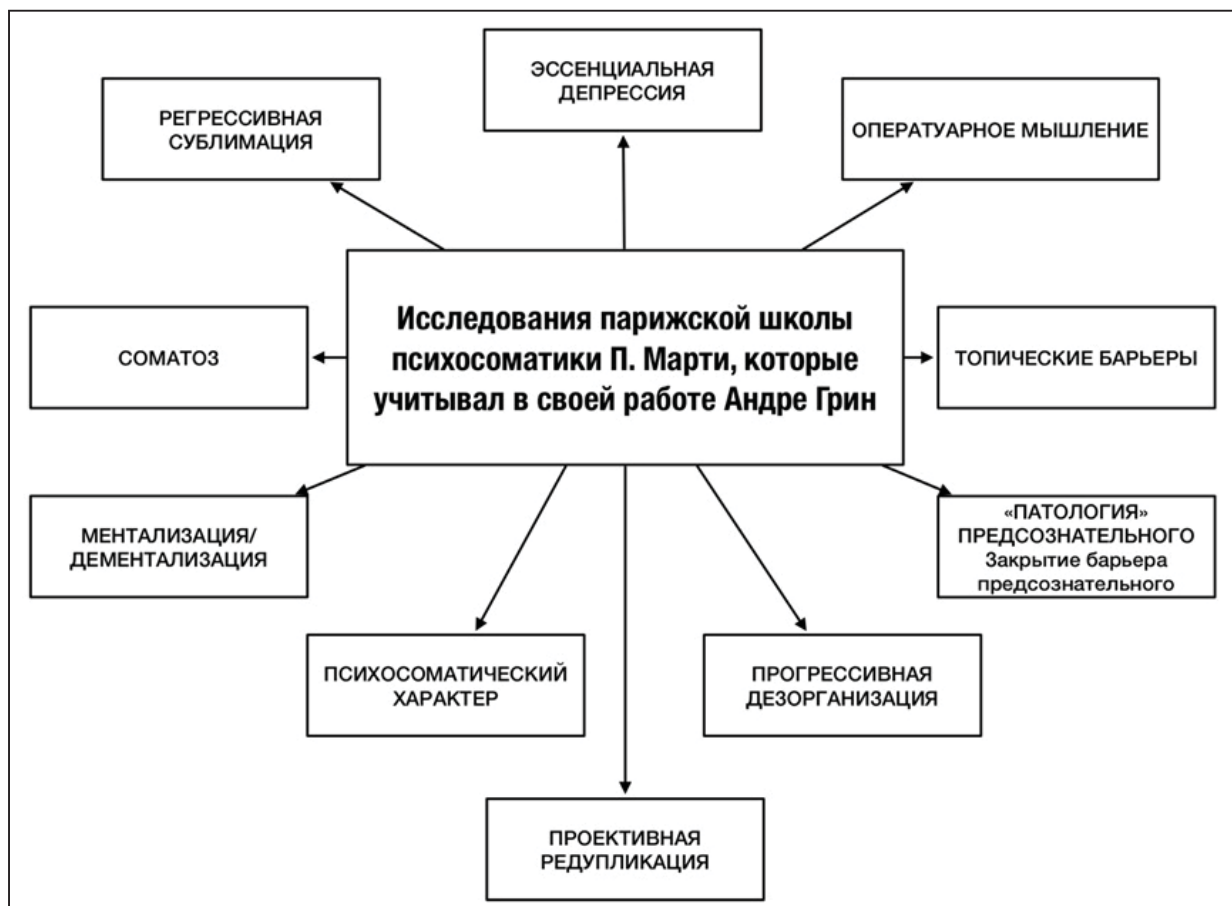 ЭССЕНЦИАЛЬНАЯ
ДЕПРЕССИЯ
РЕГРЕССИВНАЯ
СУБЛИМАЦИЯ
ОПЕРАТУАРНОЕ МЫШЛЕНИЕ
Исследования парижской школы
психосоматики П. Марти, которые
учитывал в своей работе Андре Грин
СОМАТОЗ
ТОПИЧЕСКИЕ БАРЬЕРЫ
МЕНТАЛИЗАЦИЯ/
ДЕМЕНТАЛИЗАЦИЯ
«ПАТОЛОГИЯ»
ПРЕДСОЗНАТЕЛЬНОГО
Закрытие барьера
предсознательного
ПСИХОСОМАТИЧЕСКИЙ
ХАРАКТЕР
ПРОГРЕССИВНАЯ
ДЕЗОРГАНИЗАЦИЯ
ПРОЕКТИВНАЯ
РЕДУПЛИКАЦИЯ